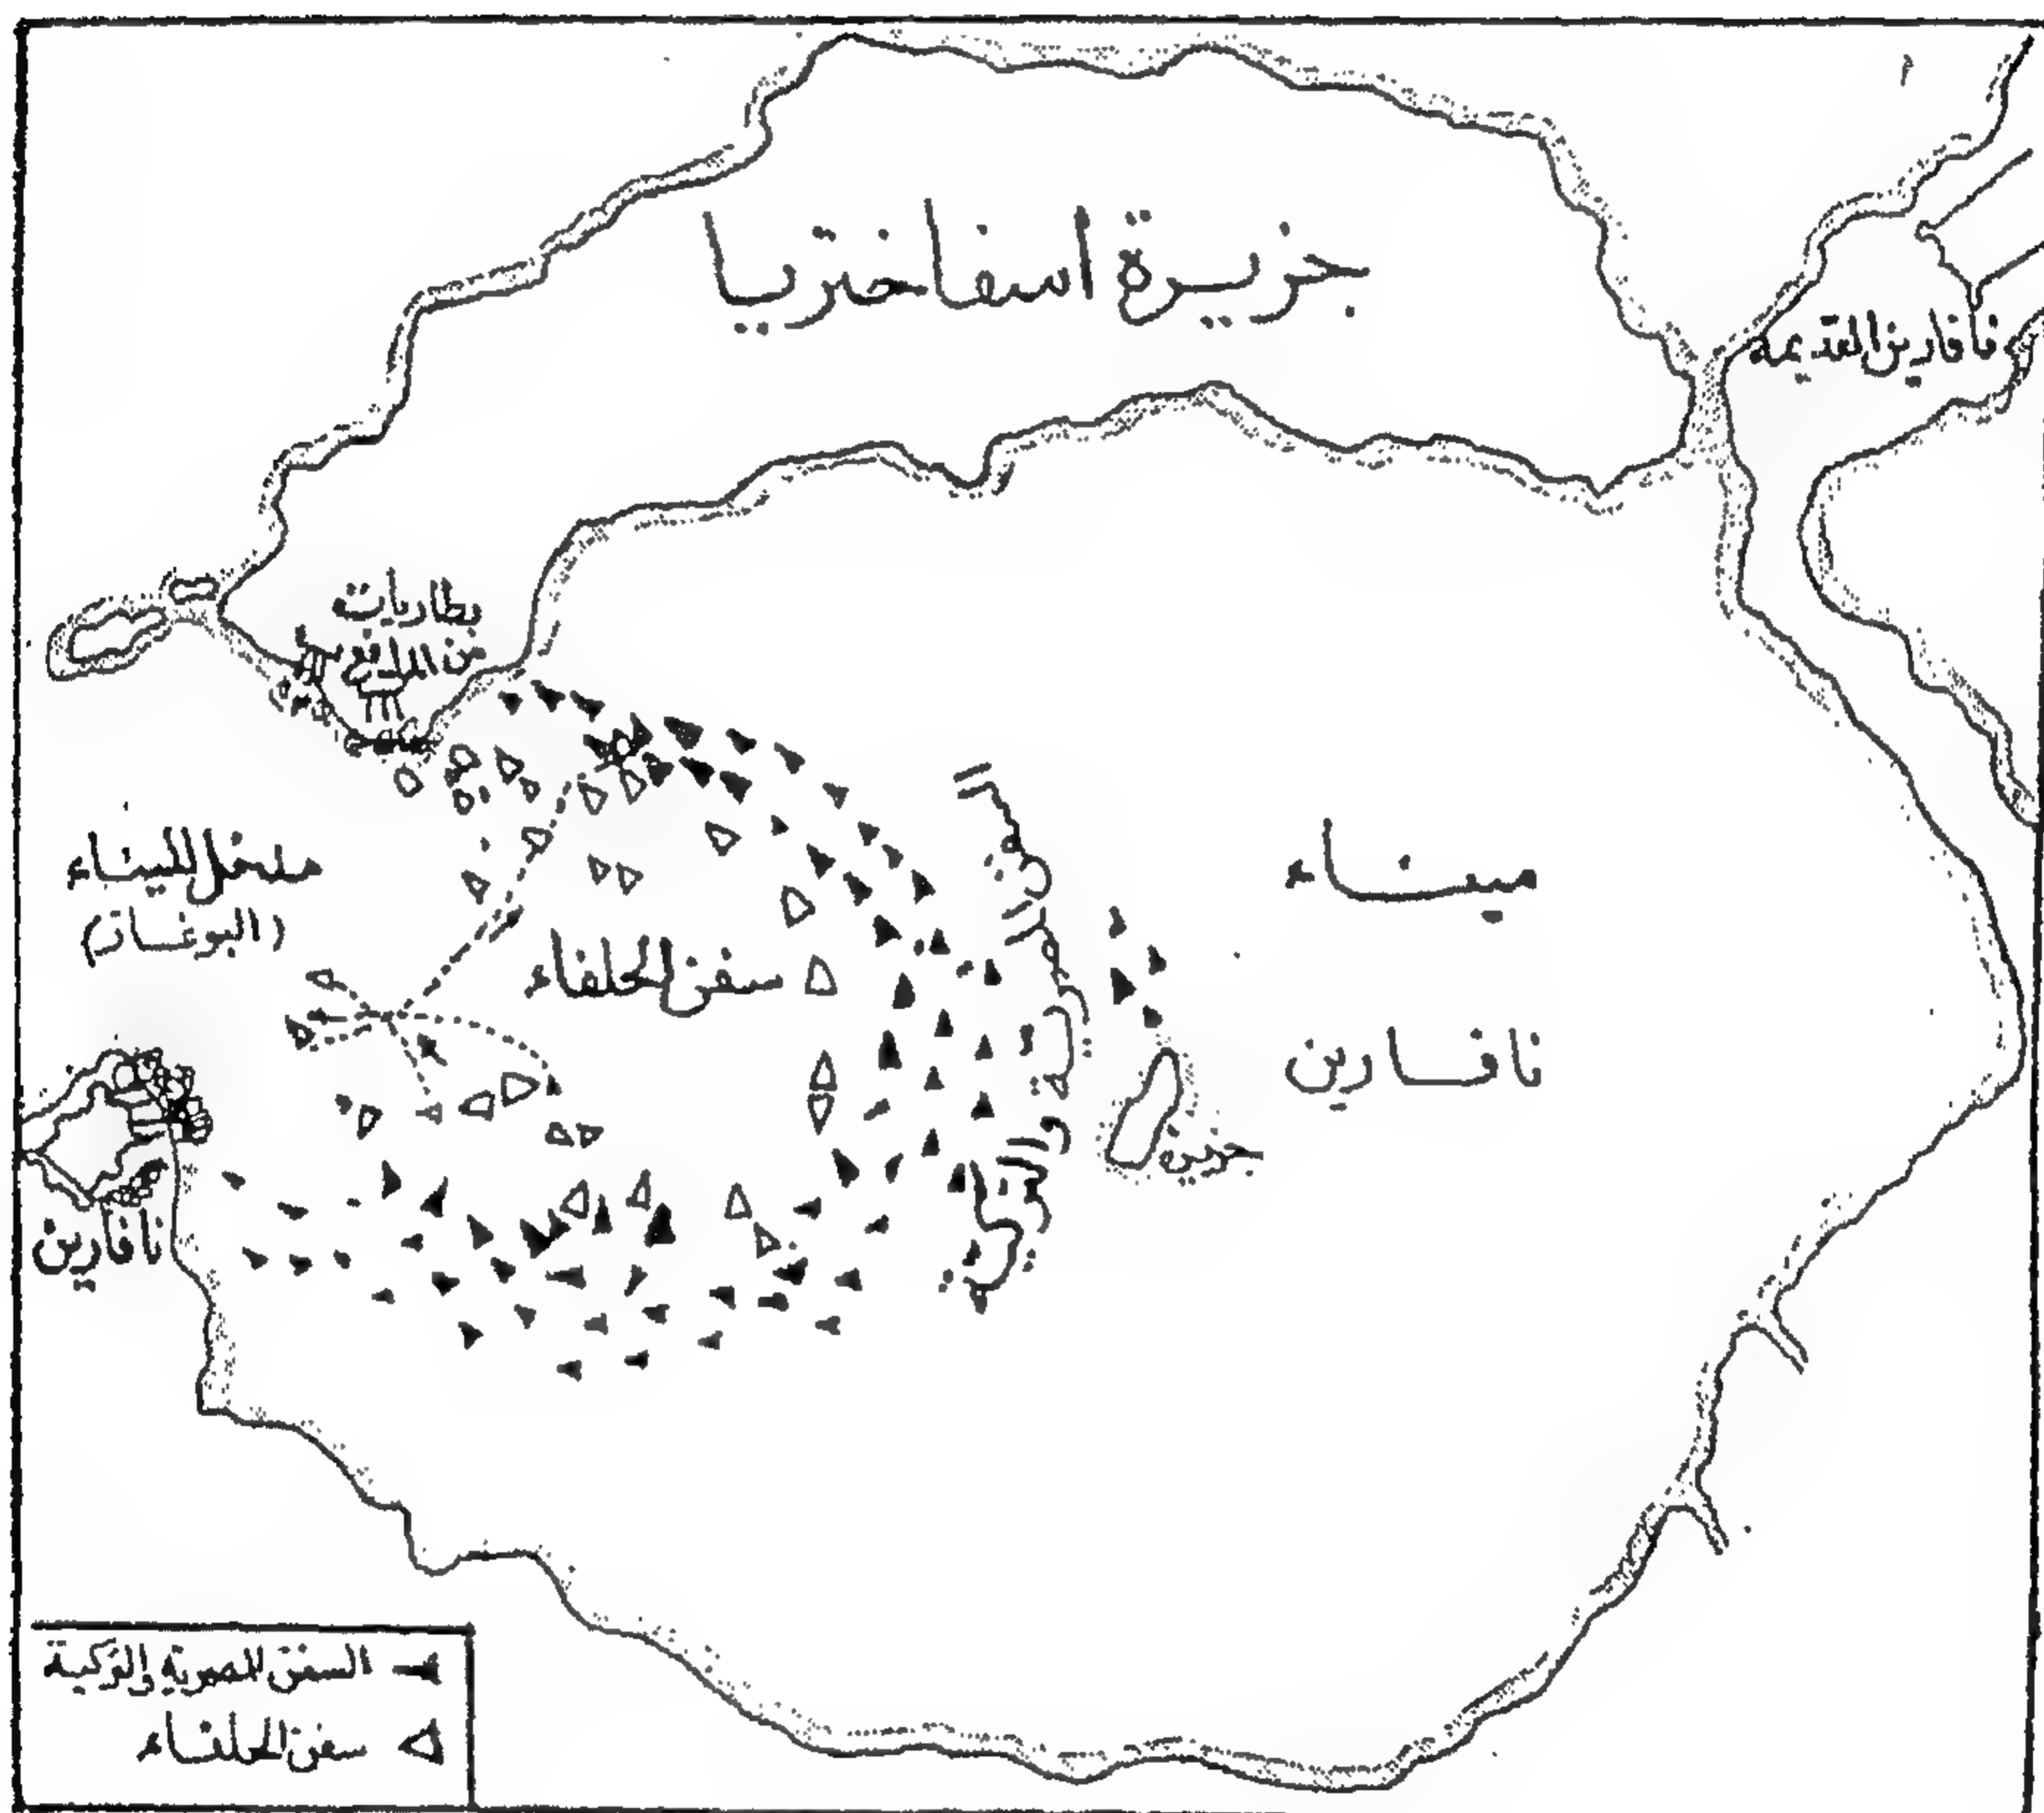 جزيرة اسفاختريا
نافارين القديمة
بطاريات
من المدافع
مدخل الميناء
(البوغاز)
سفن الحلفاء
ميناء
نافارين
جزيرة
نافارين
السفن المصرية والتركية
سفن الحلفاء